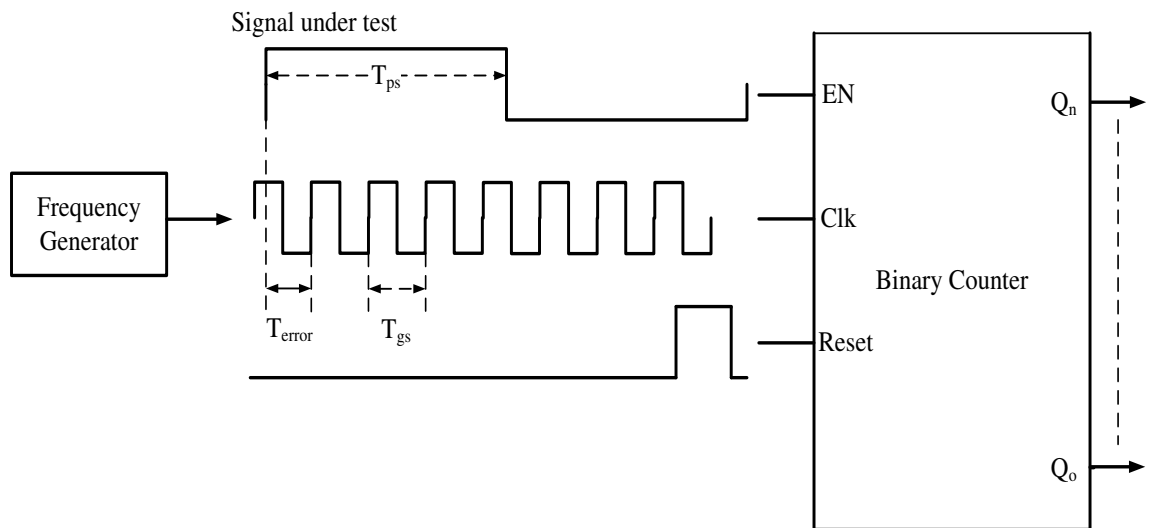 Signal under test
Tps
EN
Qn
Frequency
Generator
Clk
Binary Counter
Terror
Tgs
Reset
Qo